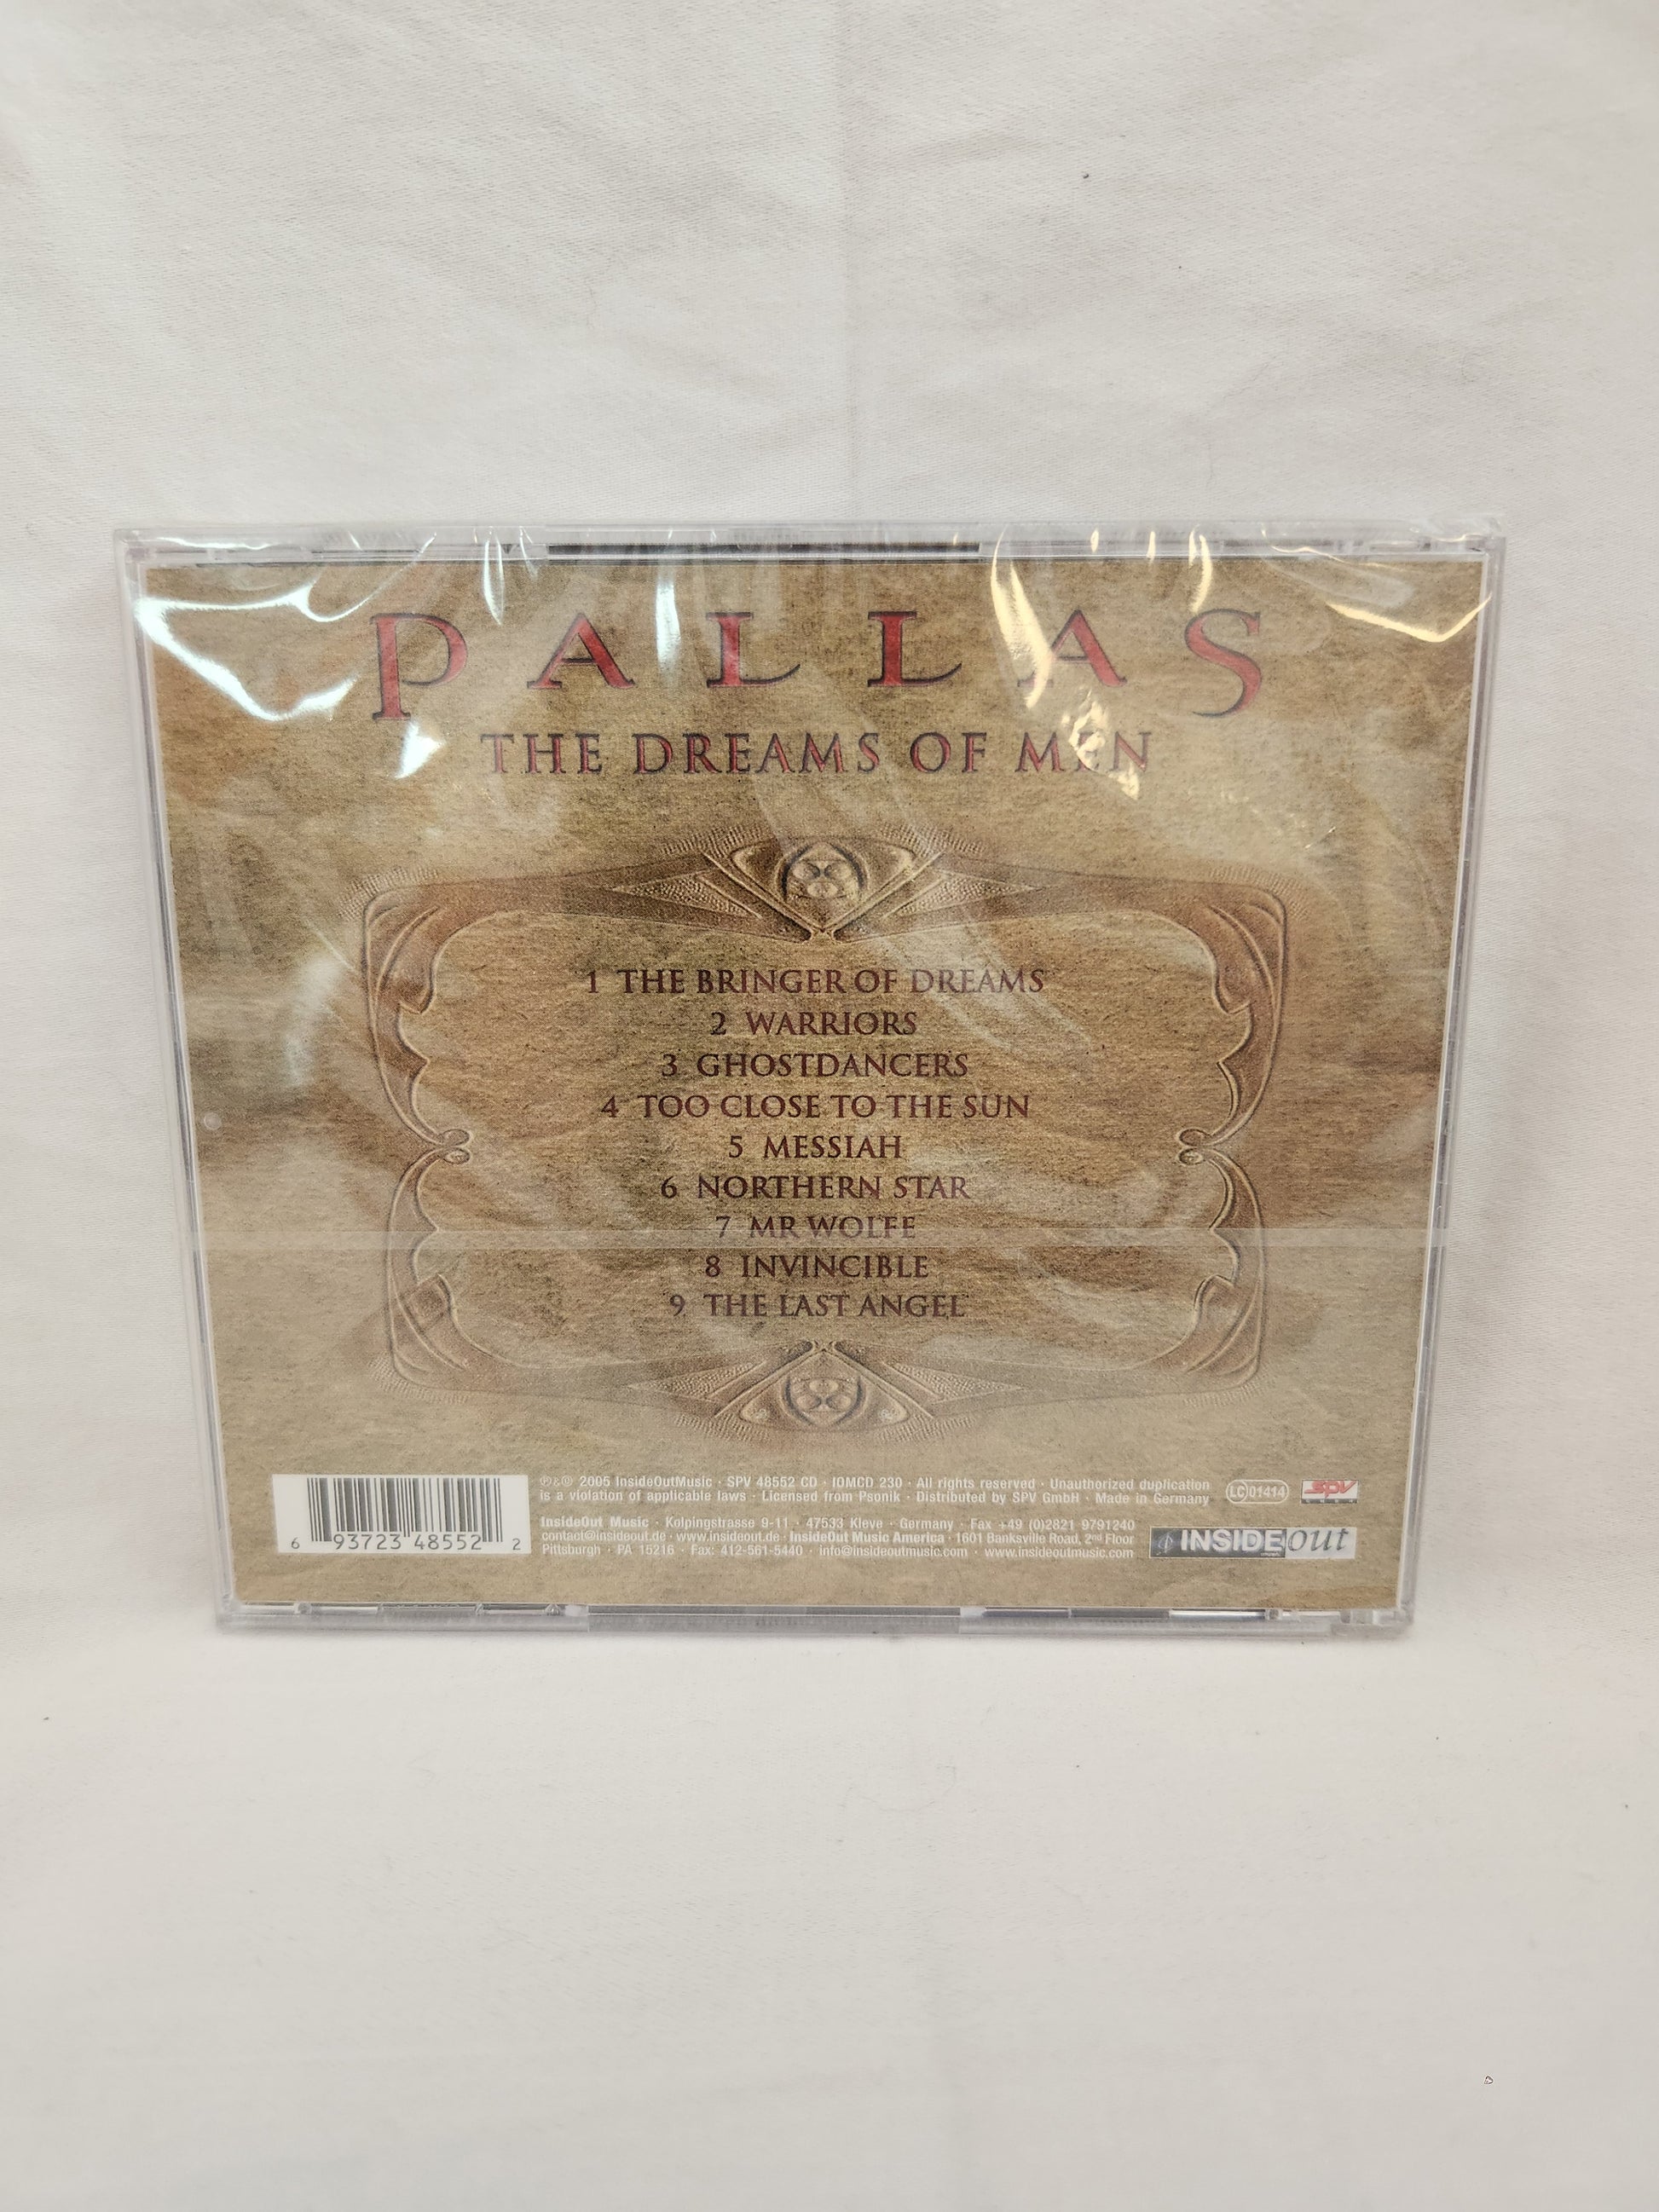 PALLAS
THE DREAMS OF MEN
1 THE BRINGER OF DREAMS
2 WARRIORS
3 GHOSTDANCERS
4 TOO CLOSE TO THE SUN
5 MESSIAH
6 NORTHERN STAR
7 MR WOLFE
8 INVINCIBLE
9 THE LAST ANGEL
6 93723 48552 2
℗&© 2005 InsideOutMusic · SPV 48552 CD · IOMCD 230 · All rights reserved · Unauthorized duplication
is a violation of applicable laws · Licensed from Psonik · Distributed by SPV GmbH · Made in Germany
LC 01414
SPV
InsideOut Music · Kolpingstrasse 9-11 · 47533 Kleve · Germany · Fax +49 (0)2821 9791240
contact@insideout.de · www.insideout.de · InsideOut Music America · 1601 Banksville Road, 2nd Floor
Pittsburgh · PA 15216 · Fax: 412-561-5440 · info@insideoutmusic.com · www.insideoutmusic.com
INSIDEout